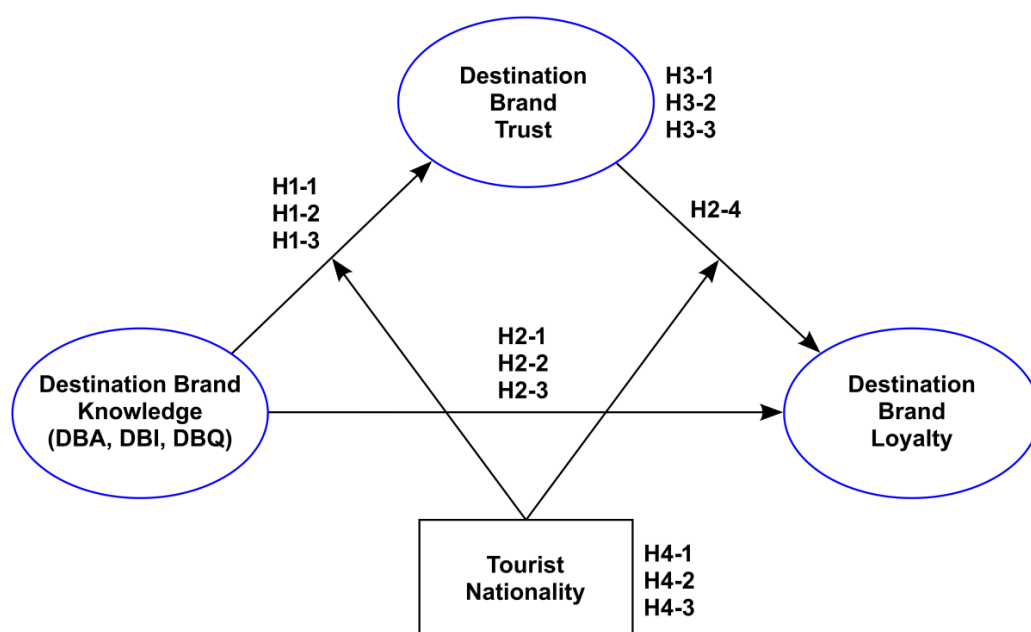 Destination
Brand
Trust
H3-1
H3-2
H3-3
H1-1
H1-2
H1-3
H2-4
H2-1
H2-2
H2-3
Destination Brand
Knowledge
(DBA, DBI, DBQ)
Destination
Brand
Loyalty
Tourist
Nationality
H4-1
H4-2
H4-3